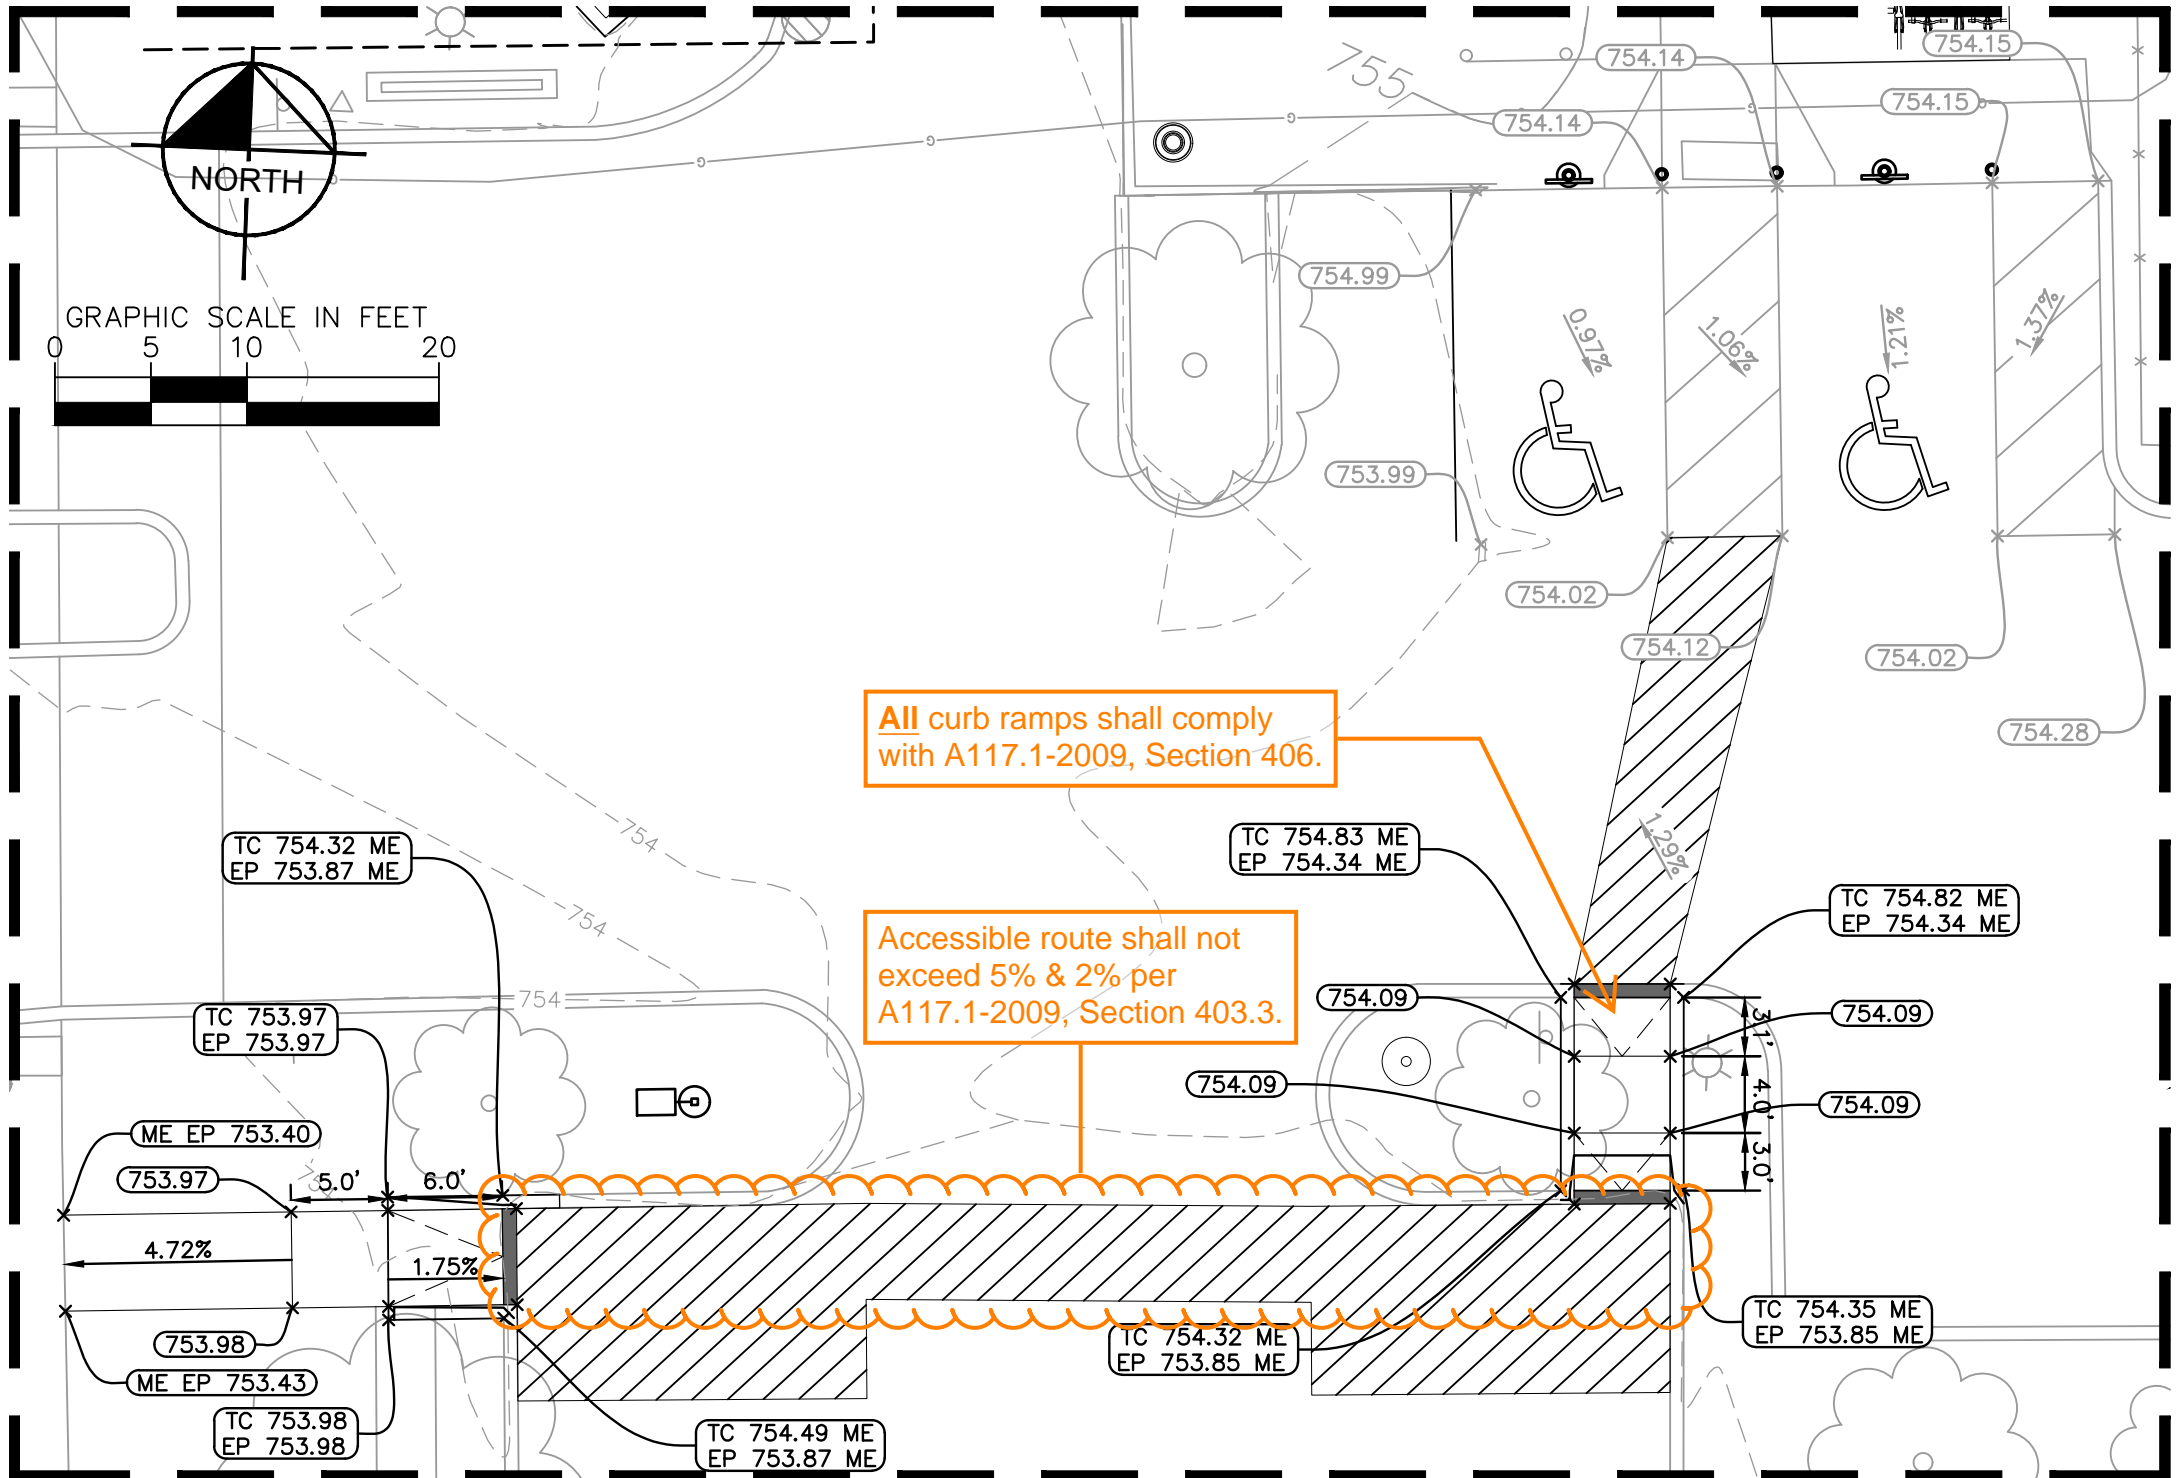 754.15
754.14
755
754.15
754.14
NORTH
754.99
GRAPHIC SCALE IN FEET
0 5 10 20
0.97%
1.06%
1.21%
1.37%
753.99
754.02
754.12
754.02
754.28
All curb ramps shall comply
with A117.1-2009, Section 406.
754
TC 754.32 ME
EP 753.87 ME
TC 754.83 ME
EP 754.34 ME
1.29%
TC 754.82 ME
EP 754.34 ME
754
Accessible route shall not
exceed 5% & 2% per
A117.1-2009, Section 403.3.
754
754.09
754.09
TC 753.97
EP 753.97
3.1'
754.09
4.0'
754.09
ME EP 753.40
3.0'
753.97
5.0'
6.0'
4.72%
1.75%
753.98
TC 754.32 ME
EP 753.85 ME
TC 754.35 ME
EP 753.85 ME
ME EP 753.43
TC 753.98
EP 753.98
TC 754.49 ME
EP 753.87 ME
G
G
G
G
G